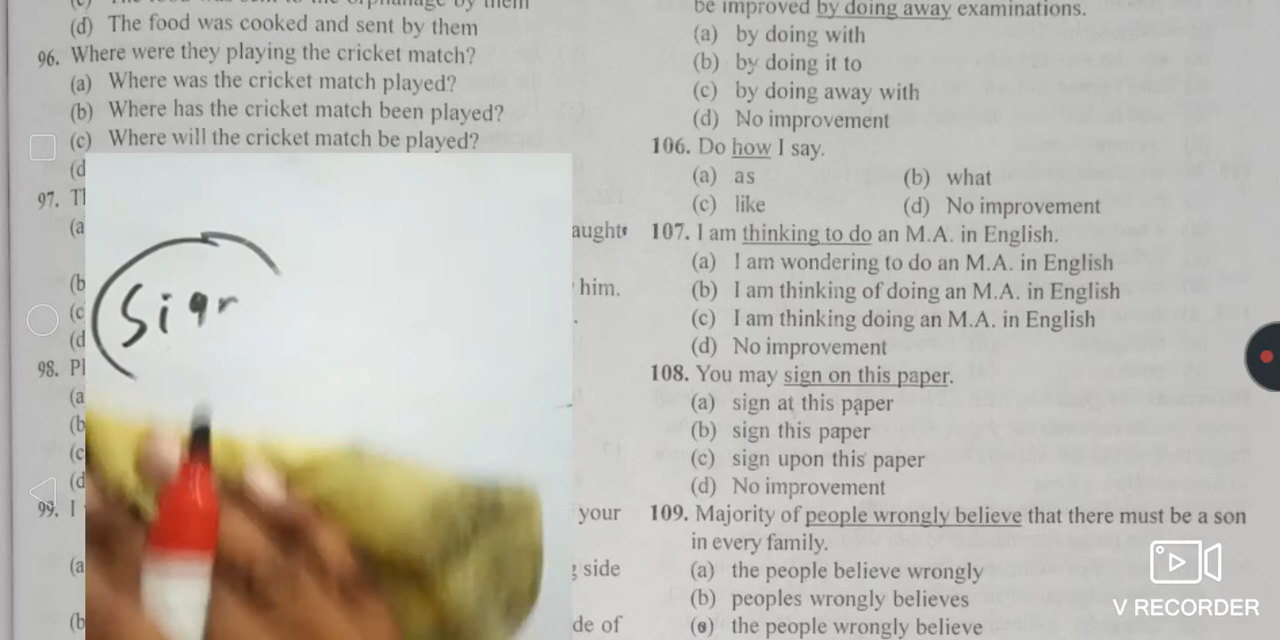 (d) The food was cooked and sent by them
96. Where were they playing the cricket match?
(a) Where was the cricket match played?
(b) Where has the cricket match been played?
(c) Where will the cricket match be played?
(d
97.
(a
(b him.
(c
(d
98.
(a
(b
(c
(d
99. I your
(a side
(b de of
Sign
be improved by doing away examinations.
(a) by doing with
(b) by doing it to
(c) by doing away with
(d) No improvement
106. Do how I say.
(a) as (b) what
(c) like (d) No improvement
107. I am thinking to do an M.A. in English.
(a) I am wondering to do an M.A. in English
(b) I am thinking of doing an M.A. in English
(c) I am thinking doing an M.A. in English
(d) No improvement
108. You may sign on this paper.
(a) sign at this paper
(b) sign this paper
(c) sign upon this paper
(d) No improvement
109. Majority of people wrongly believe that there must be a son
in every family.
(a) the people believe wrongly
(b) peoples wrongly believes
(c) the people wrongly believe
V RECORDER